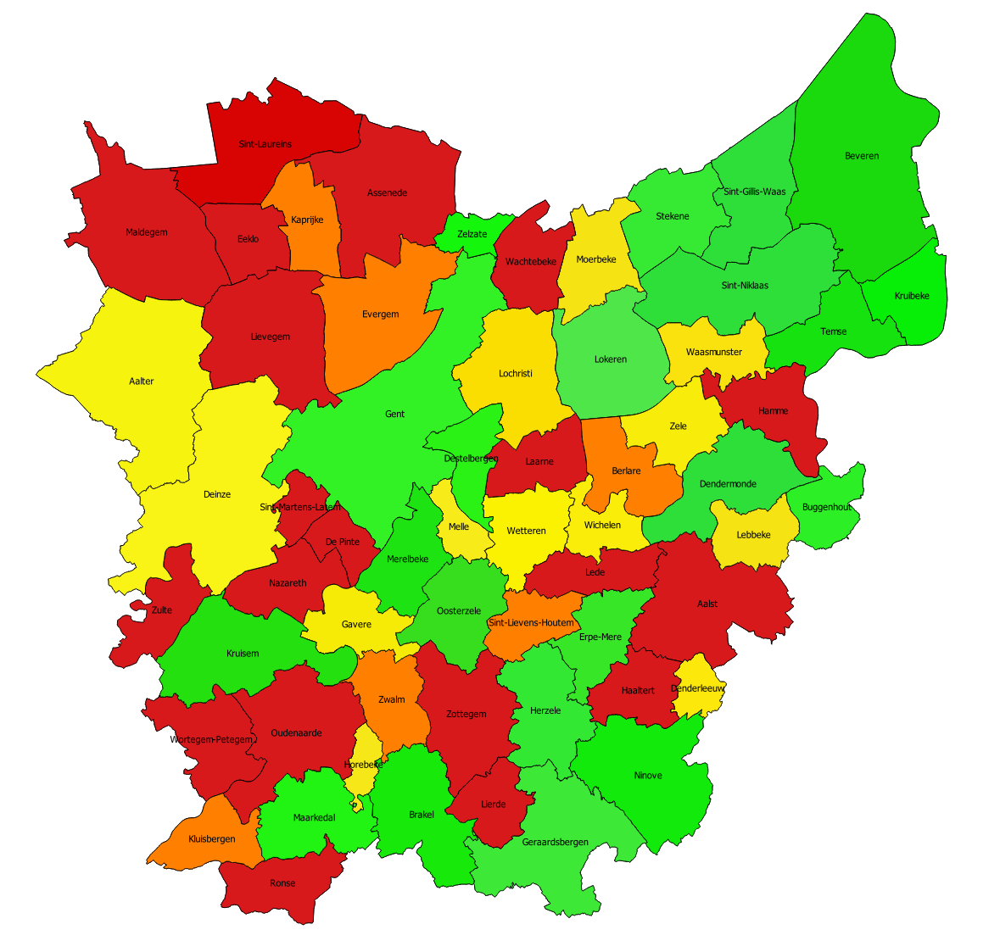 Beveren
Sint-Laureins
Sint-Gillis-Waas
Assenede
Stekene
Kaprijke
Maldegem
Zelzate
Eeklo
Moerbeke
Wachtebeke
Sint-Niklaas
Kruibeke
Evergem
Temse
Lievegem
Waasmunster
Lokeren
Lochristi
Aalter
Hamme
Gent
Zele
Destelbergen
Laarne
Berlare
Dendermonde
Deinze
Sint-Martens-Latem
Buggenhout
Wichelen
Melle
Wetteren
Lebbeke
De Pinte
Merelbeke
Lede
Nazareth
Aalst
Zulte
Oosterzele
Gavere
Sint-Lievens-Houtem
Erpe-Mere
Kruisem
Denderleeuw
Haaltert
Zwalm
Herzele
Zottegem
Oudenaarde
Wortegem-Petegem
Horebeke
Ninove
Lierde
Brakel
Maarkedal
Kluisbergen
Geraardsbergen
Ronse